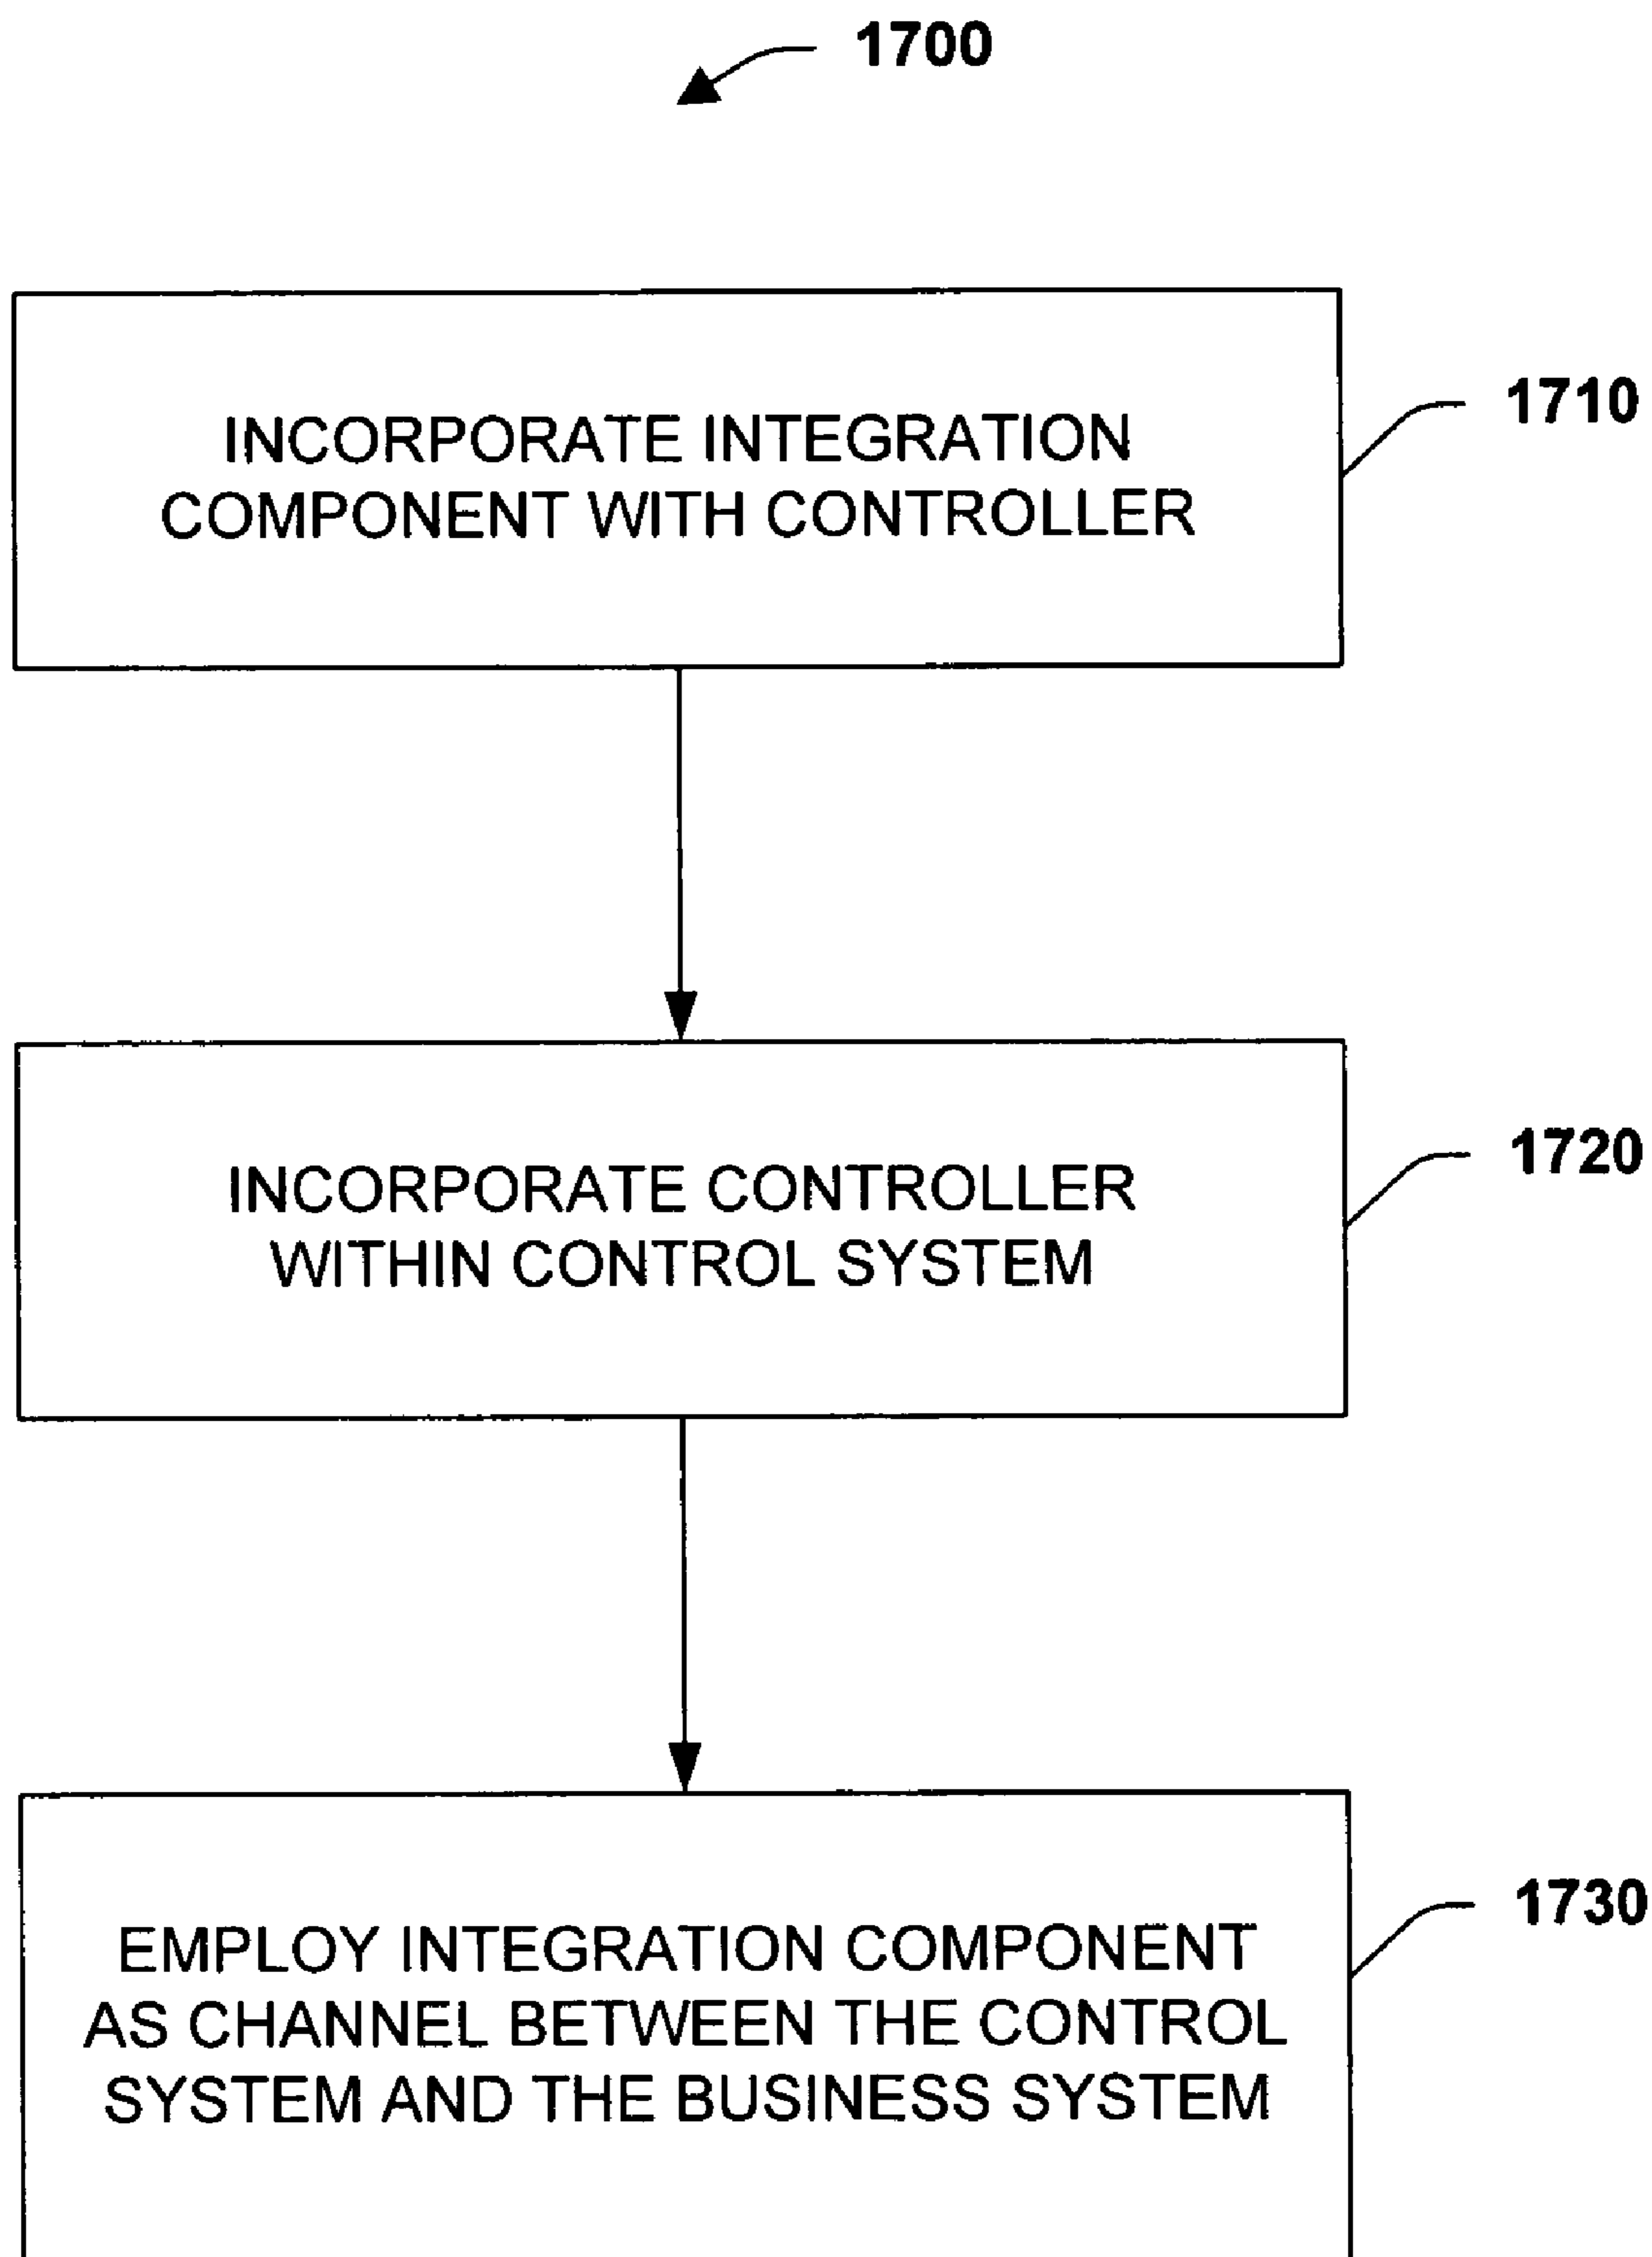 1700
INCORPORATE INTEGRATION
COMPONENT WITH CONTROLLER
1710
INCORPORATE CONTROLLER
WITHIN CONTROL SYSTEM
1720
EMPLOY INTEGRATION COMPONENT
AS CHANNEL BETWEEN THE CONTROL
SYSTEM AND THE BUSINESS SYSTEM
1730